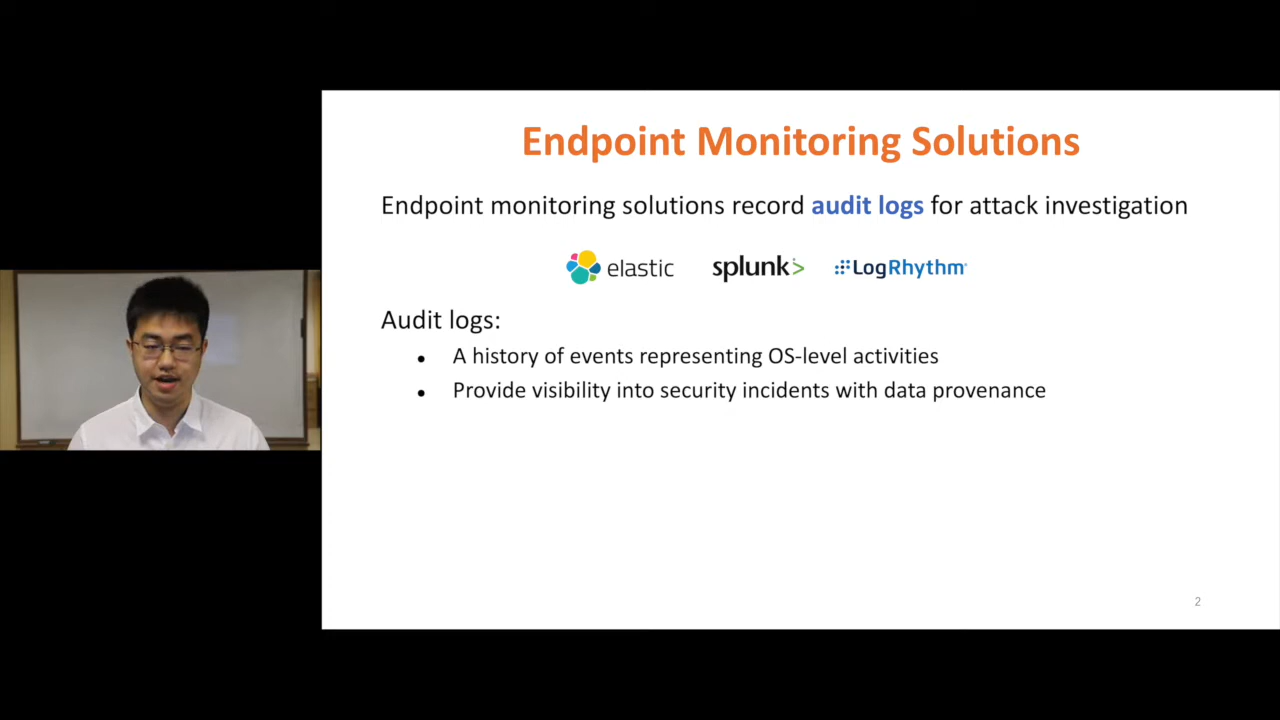 Endpoint Monitoring Solutions
Endpoint monitoring solutions record audit logs for attack investigation
elastic splunk> LogRhythm
Audit logs:
• A history of events representing OS-level activities
• Provide visibility into security incidents with data provenance
2